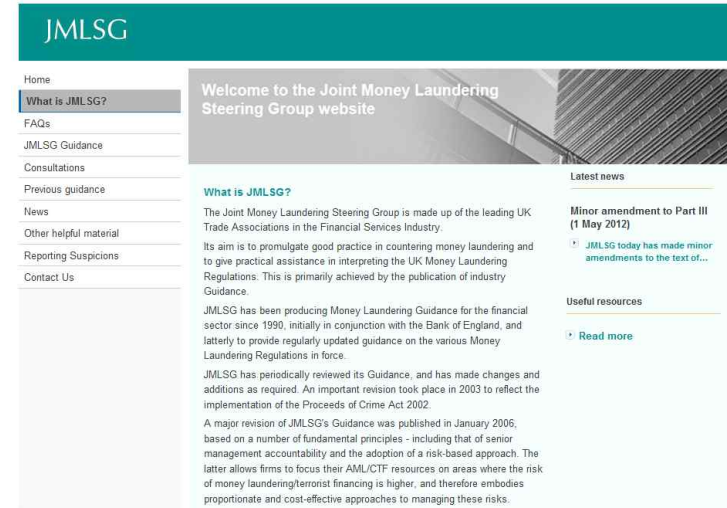 JMLSG
Home
What is JMLSG?
FAQs
JMLSG Guidance
Consultations
Previous guidance
News
Other helpful material
Reporting Suspicions
Contact Us
Welcome to the Joint Money Laundering
Steering Group website
What is JMLSG?
The Joint Money Laundering Steering Group is made up of the leading UK
Trade Associations in the Financial Services Industry.
Its aim is to promulgate good practice in countering money laundering and
to give practical assistance in interpreting the UK Money Laundering
Regulations. This is primarily achieved by the publication of industry
Guidance.
JMLSG has been producing Money Laundering Guidance for the financial
sector since 1990, initially in conjunction with the Bank of England, and
latterly to provide regularly updated guidance on the various Money
Laundering Regulations in force.
JMLSG has periodically reviewed its Guidance, and has made changes and
additions as required. An important revision took place in 2003 to reflect the
implementation of the Proceeds of Crime Act 2002.
A major revision of JMLSG's Guidance was published in January 2006,
based on a number of fundamental principles - including that of senior
management accountability and the adoption of a risk-based approach. The
latter allows firms to focus their AML/CTF resources on areas where the risk
of money laundering/terrorist financing is higher, and therefore embodies
proportionate and cost-effective approaches to managing these risks.
Latest news
Minor amendment to Part III
(1 May 2012)
JMLSG today has made minor
amendments to the text of...
Useful resources
Read more